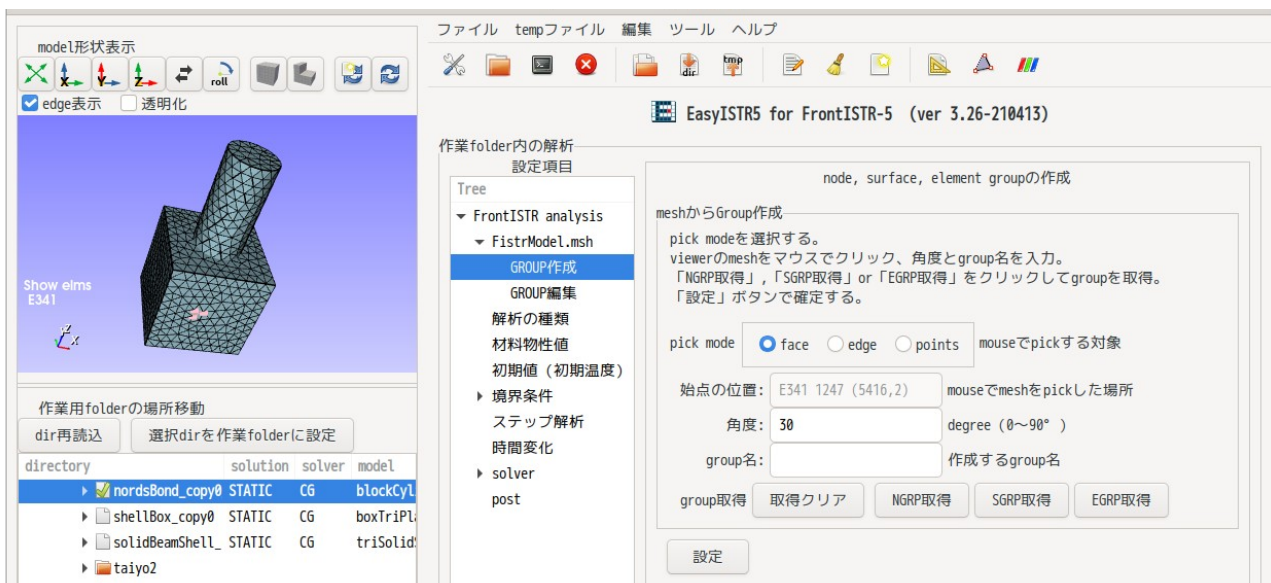 model形状表示
X Y Z roll
edge表示 透明化
Show elms
E341
Z
X
作業用folderの場所移動
dir再読込 選択dirを作業folderに設定
directory solution solver model
nordsBond_copy0 STATIC CG blockCyl
shellBox_copy0 STATIC CG boxTriPla
solidBeamShell_ STATIC CG triSolidS
taiyo2
ファイル tempファイル 編集 ツール ヘルプ
dir tmp
EasyISTR5 for FrontISTR-5 (ver 3.26-210413)
作業folder内の解析
設定項目
Tree
FrontISTR analysis
FistrModel.msh
GROUP作成
GROUP編集
解析の種類
材料物性値
初期値 (初期温度)
境界条件
ステップ解析
時間変化
solver
post
node, surface, element groupの作成
meshからGroup作成
pick modeを選択する。
viewerのmeshをマウスでクリック、角度とgroup名を入力。
「NGRP取得」,「SGRP取得」or「EGRP取得」をクリックしてgroupを取得。
「設定」ボタンで確定する。
pick mode face edge points mouseでpickする対象
始点の位置: E341 1247 (5416,2) mouseでmeshをpickした場所
角度: 30 degree (0～90° )
group名: 作成するgroup名
group取得 取得クリア NGRP取得 SGRP取得 EGRP取得
設定